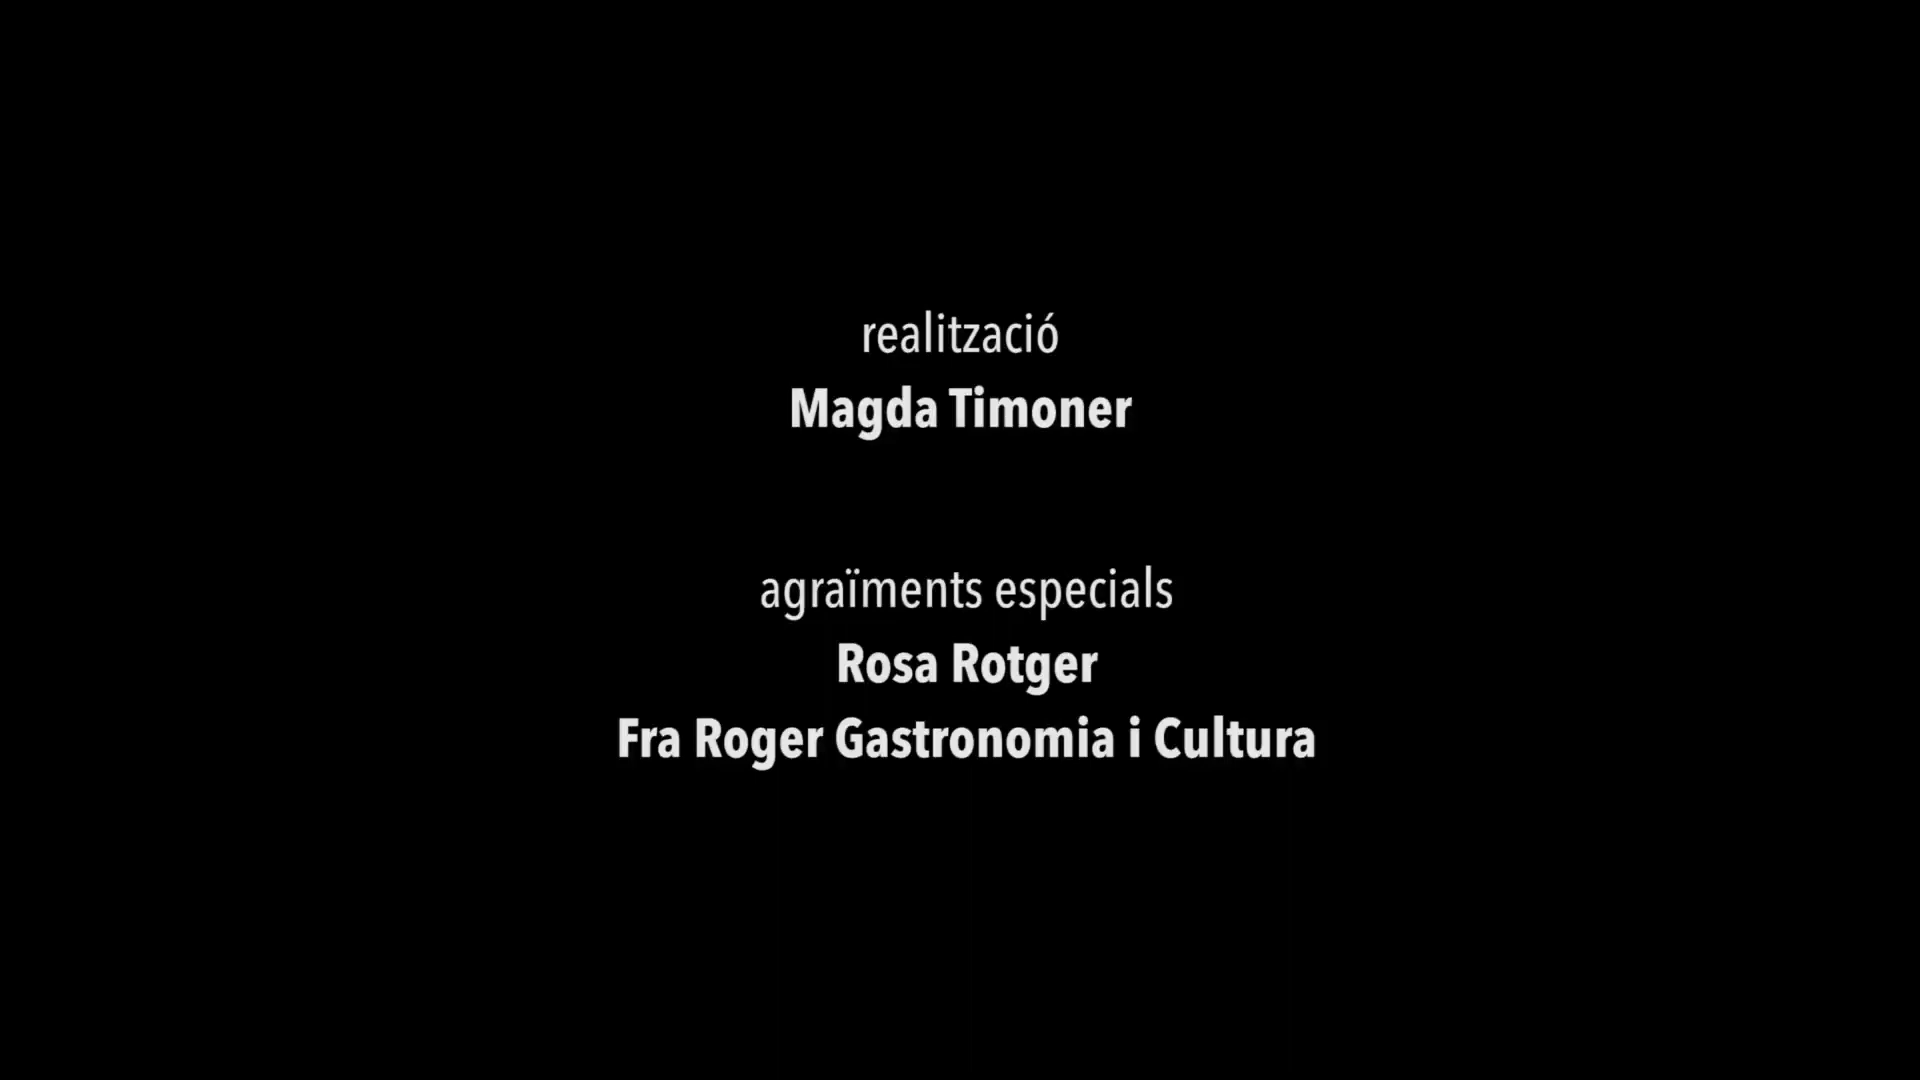 realització
Magda Timoner
agraïments especials
Rosa Rotger
Fra Roger Gastronomia i Cultura